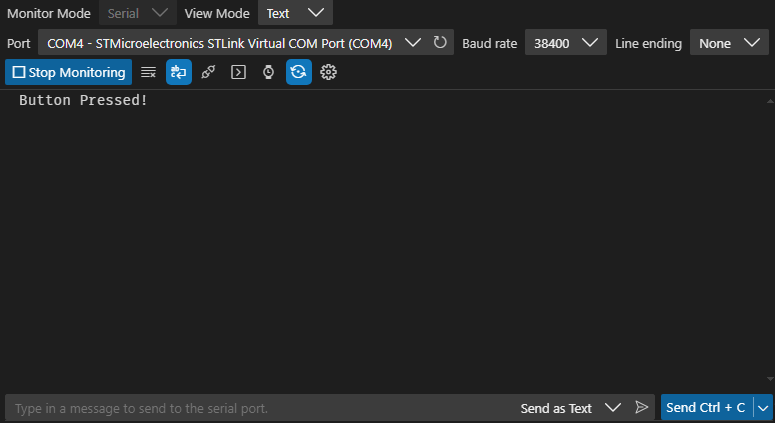 Monitor Mode Serial View Mode Text
Port COM4 - STMicroelectronics STLink Virtual COM Port (COM4) Baud rate 38400 Line ending None
Stop Monitoring
Button Pressed!
Type in a message to send to the serial port. Send as Text Send Ctrl + C